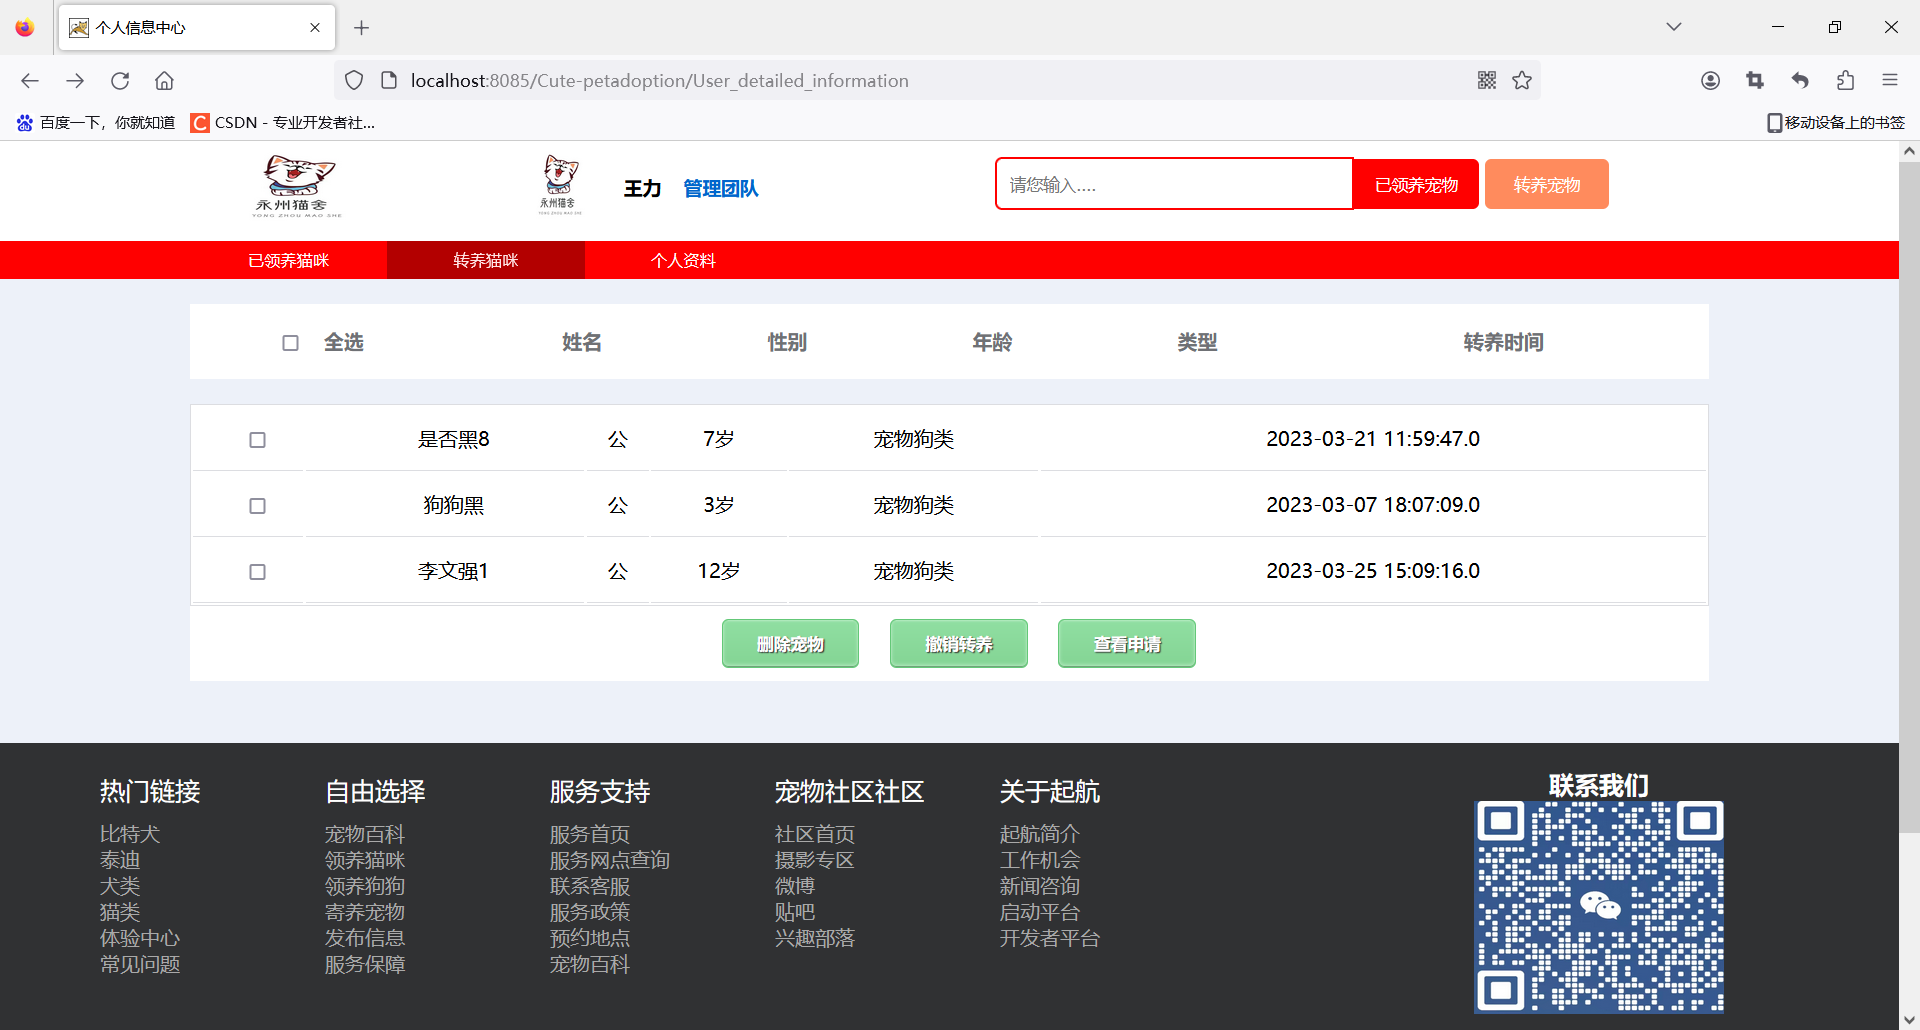 个人信息中心
localhost:8085/Cute-petadoption/User_detailed_information
百度一下，你就知道 CSDN - 专业开发者社... 移动设备上的书签
永州猫舍
YONG ZHOU MAO SHE
永州猫舍
YONG ZHOU MAO SHE
王力 管理团队
请您输入.... 已领养宠物 转养宠物
已领养猫咪 转养猫咪 个人资料
全选 姓名 性别 年龄 类型 转养时间
是否黑8 公 7岁 宠物狗类 2023-03-21 11:59:47.0
狗狗黑 公 3岁 宠物狗类 2023-03-07 18:07:09.0
李文强1 公 12岁 宠物狗类 2023-03-25 15:09:16.0
删除宠物 撤销转养 查看申请
热门链接
比特犬
泰迪
犬类
猫类
体验中心
常见问题
自由选择
宠物百科
领养猫咪
领养狗狗
寄养宠物
发布信息
服务保障
服务支持
服务首页
服务网点查询
联系客服
服务政策
预约地点
宠物百科
宠物社区社区
社区首页
摄影专区
微博
贴吧
兴趣部落
关于起航
起航简介
工作机会
新闻咨询
启动平台
开发者平台
联系我们